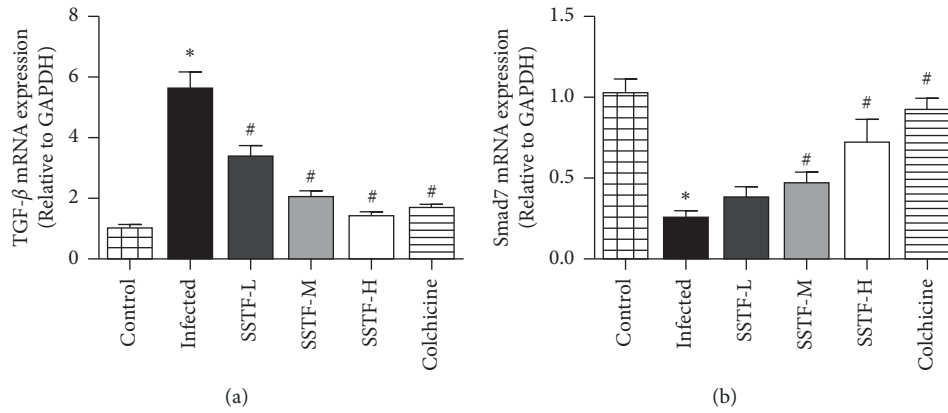 TGF-β mRNA expression
(Relative to GAPDH)
8
6
4
2
0
*
#
#
#
#
Control
Infected
SSTF-L
SSTF-M
SSTF-H
Colchicine
(a)
Smad7 mRNA expression
(Relative to GAPDH)
1.5
1.0
0.5
0.0
*
#
#
#
Control
Infected
SSTF-L
SSTF-M
SSTF-H
Colchicine
(b)